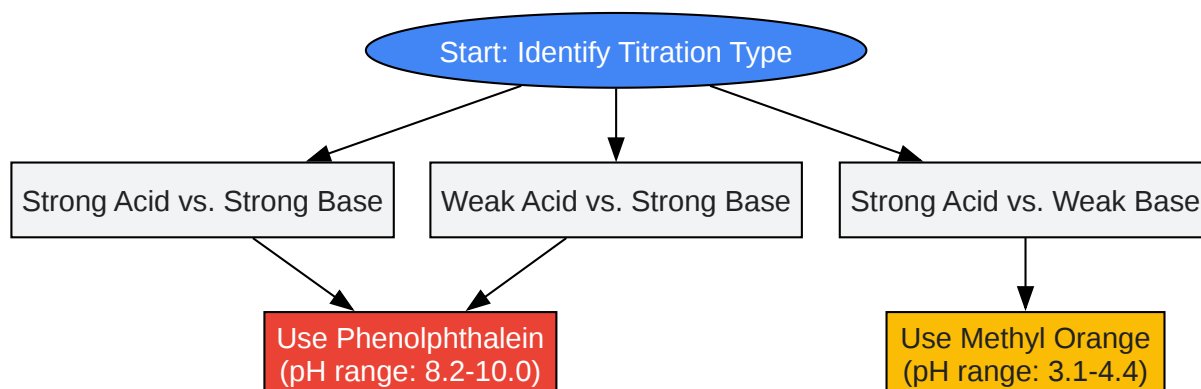 Start: Identify Titration Type
Strong Acid vs. Strong Base
Weak Acid vs. Strong Base
Strong Acid vs. Weak Base
Use Phenolphthalein
(pH range: 8.2-10.0)
Use Methyl Orange
(pH range: 3.1-4.4)